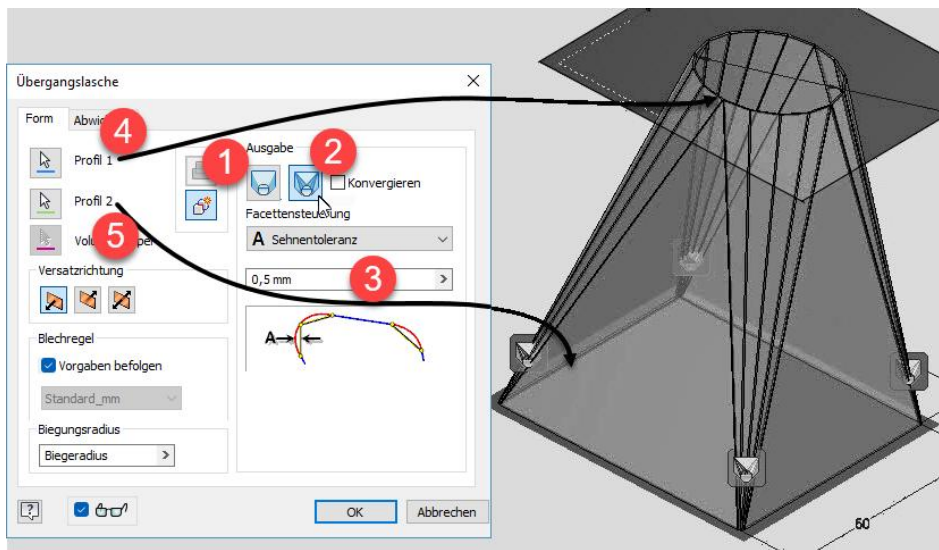 Übergangslasche
Form
4
Profil 1
1
Ausgabe
2
Konvergieren
Profil 2
5
Facettensteuerung
A Sehnentoleranz
0,5 mm
3
A
Versatzrichtung
Blechregel
Vorgaben befolgen
Standard_mm
Biegungsradius
Biegeradius
OK
Abbrechen
60